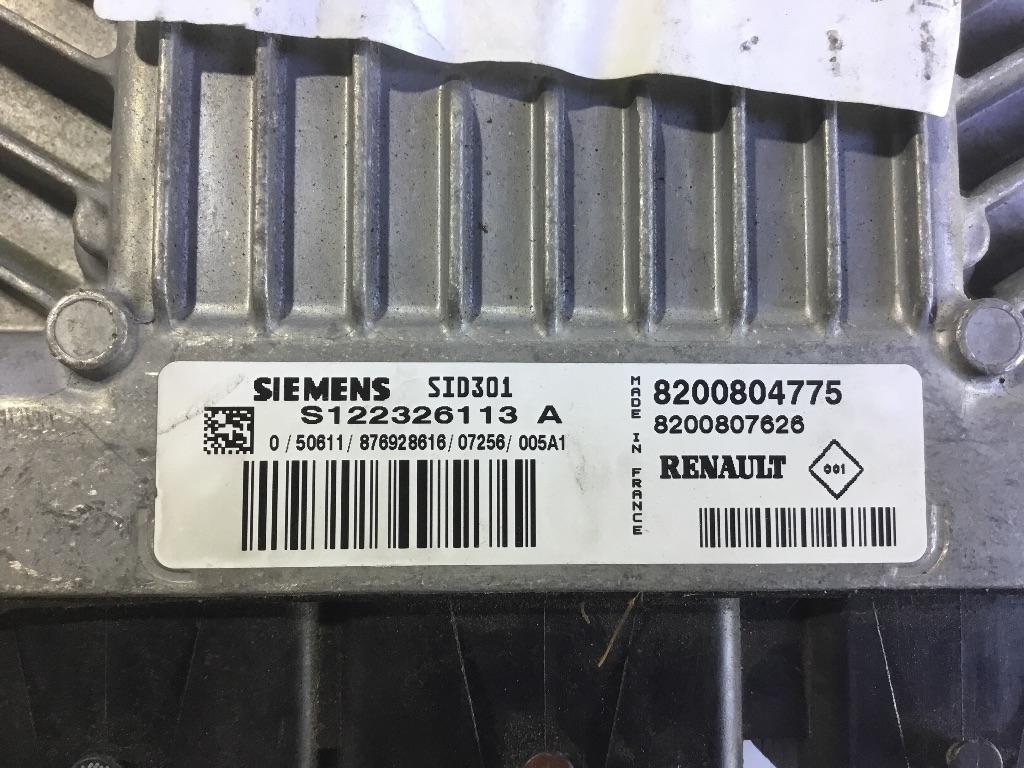 SIEMENS SID301
S122326113 A
0 / 50611 / 876928616 / 07256 / 005A1
MADE IN FRANCE
8200804775
8200807626
RENAULT 001